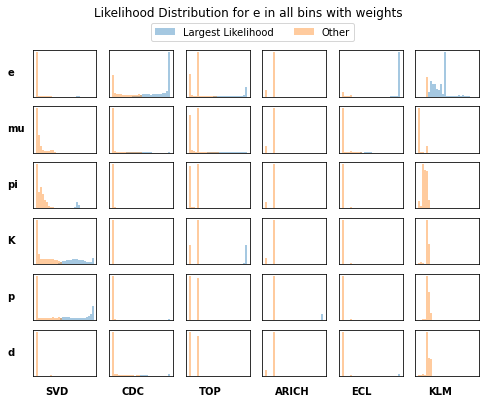 Likelihood Distribution for e in all bins with weights
Largest Likelihood Other
e
mu
pi
K
p
d
SVD CDC TOP ARICH ECL KLM